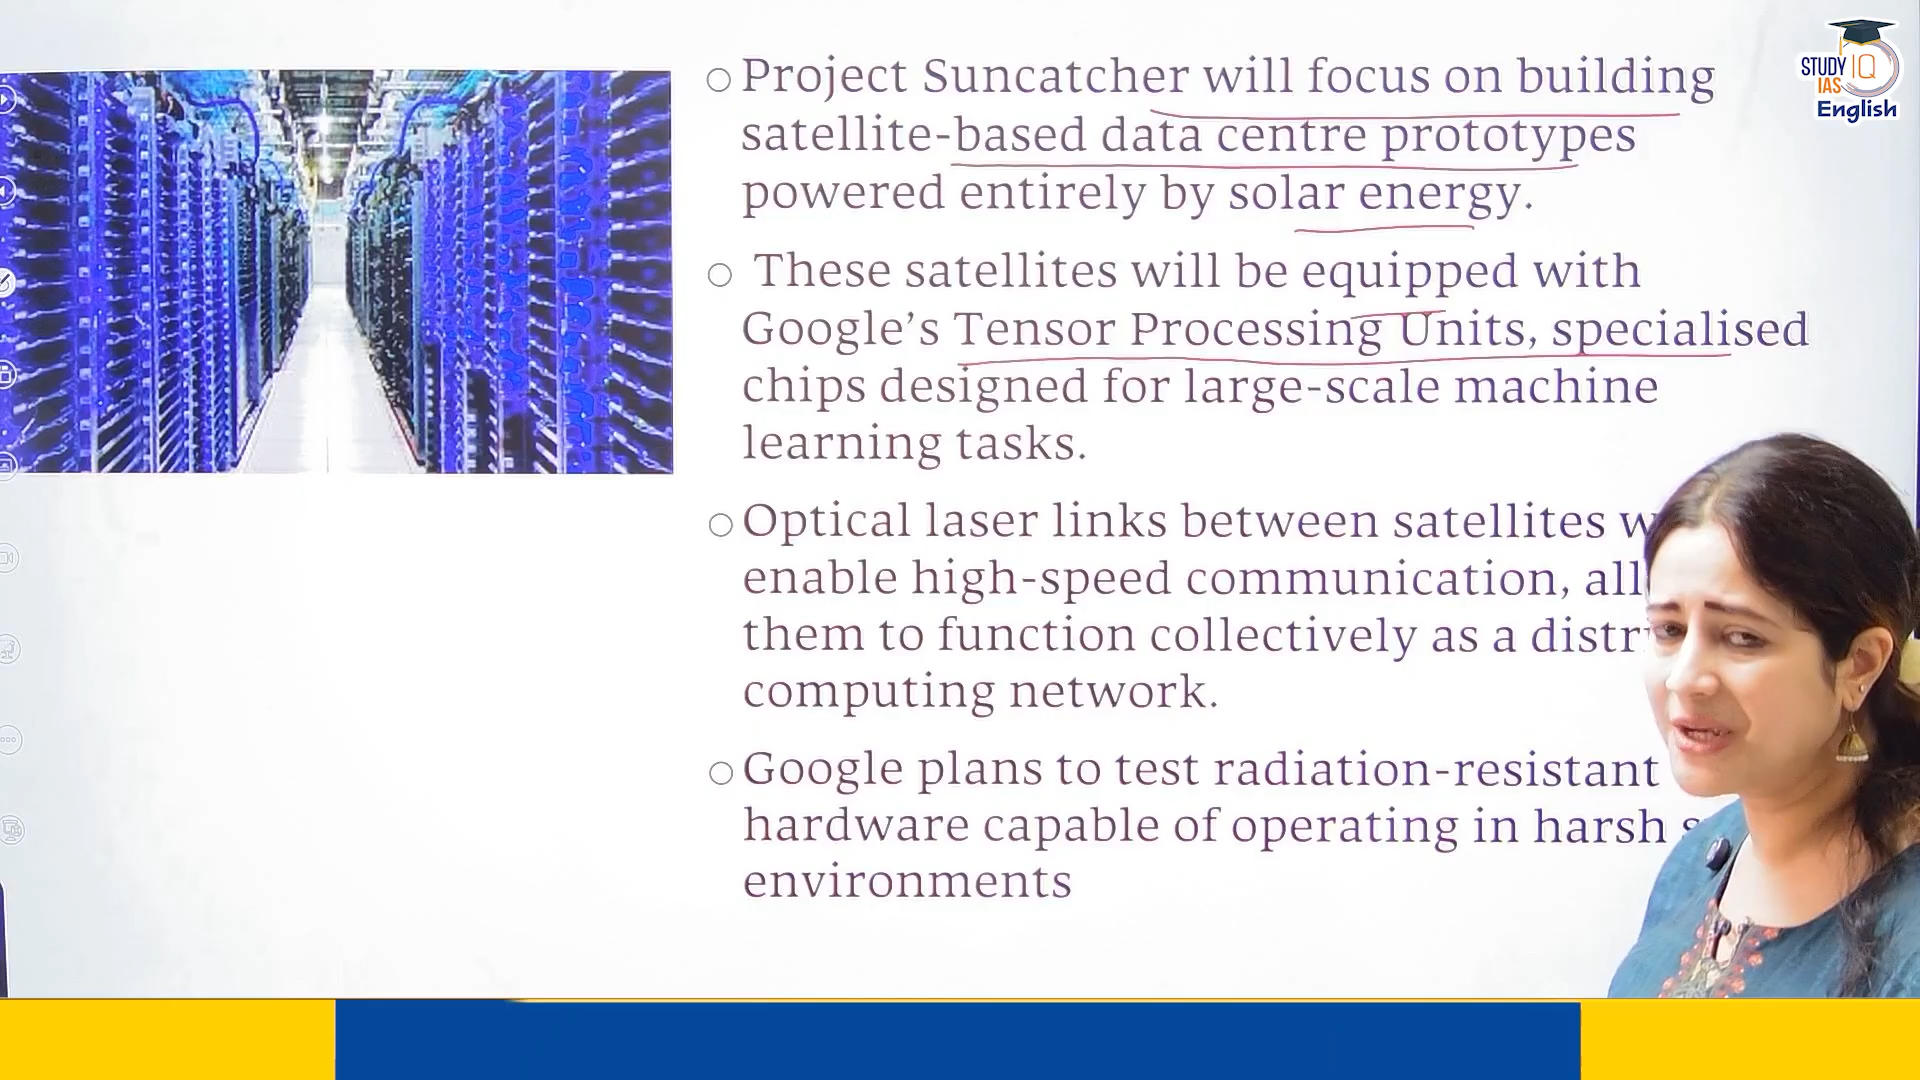 Project Suncatcher will focus on building
satellite-based data centre prototypes
powered entirely by solar energy.
These satellites will be equipped with
Google’s Tensor Processing Units, specialised
chips designed for large-scale machine
learning tasks.
Optical laser links between satellites
enable high-speed communication,
them to function collectively as a
computing network.
Google plans to test radiation-resistant
hardware capable of operating in harsh
environments
STUDY IQ
IAS
English